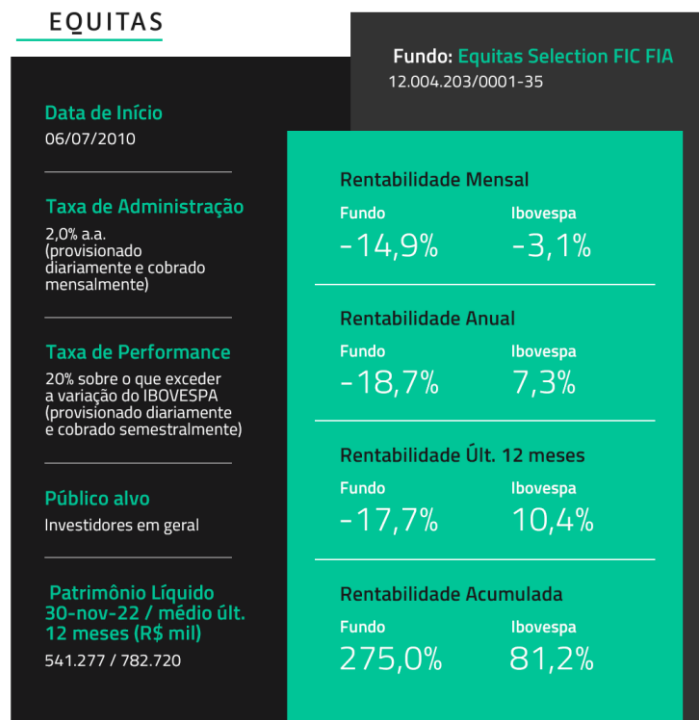 EQUITAS
Fundo: Equitas Selection FIC FIA
12.004.203/0001-35
Data de Início
06/07/2010
Taxa de Administração
2,0% a.a.
(provisionado
diariamente e cobrado
mensalmente)
Taxa de Performance
20% sobre o que exceder
a variação do IBOVESPA
(provisionado diariamente
e cobrado semestralmente)
Público alvo
Investidores em geral
Patrimônio Líquido
30-nov-22 / médio últ.
12 meses (R$ mil)
541.277 / 782.720
Rentabilidade Mensal
Fundo Ibovespa
-14,9% -3,1%
Rentabilidade Anual
Fundo Ibovespa
-18,7% 7,3%
Rentabilidade Últ. 12 meses
Fundo Ibovespa
-17,7% 10,4%
Rentabilidade Acumulada
Fundo Ibovespa
275,0% 81,2%